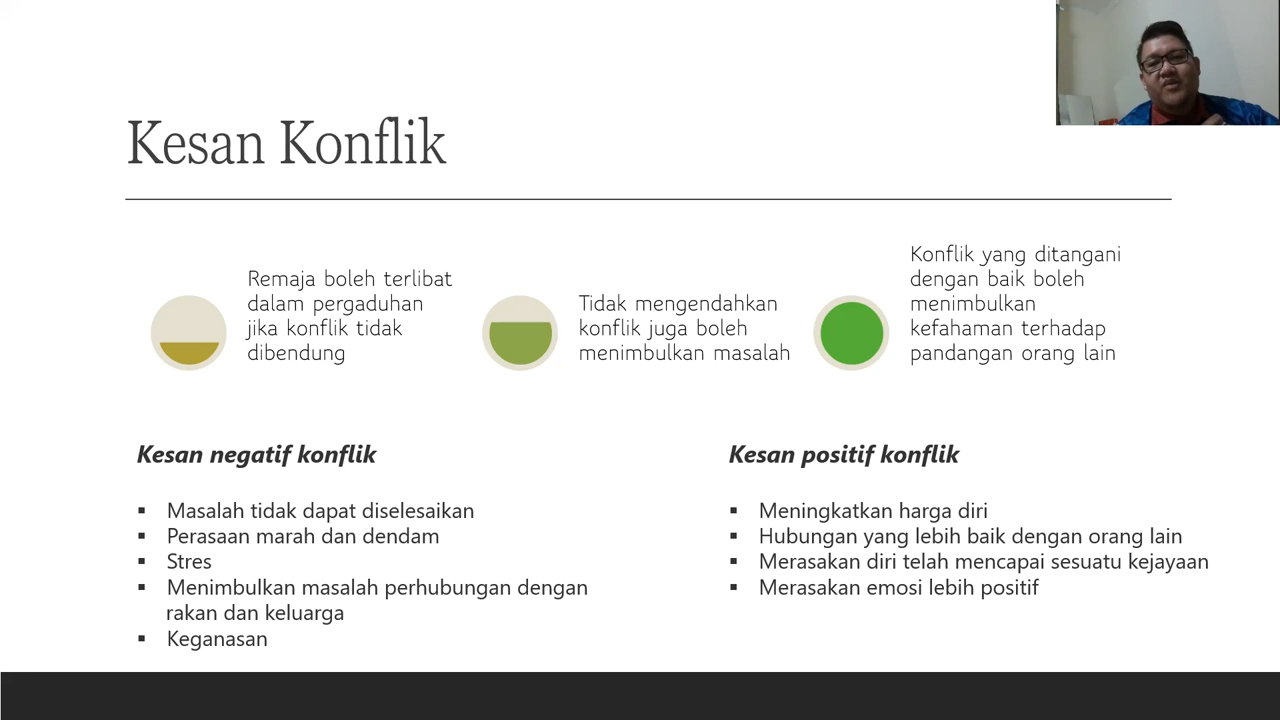 Kesan Konflik
Remaja boleh terlibat
dalam pergaduhan
jika konflik tidak
dibendung
Tidak mengendahkan
konflik juga boleh
menimbulkan masalah
Konflik yang ditangani
dengan baik boleh
menimbulkan
kefahaman terhadap
pandangan orang lain
Kesan negatif konflik
▪ Masalah tidak dapat diselesaikan
▪ Perasaan marah dan dendam
▪ Stres
▪ Menimbulkan masalah perhubungan dengan
rakan dan keluarga
▪ Keganasan
Kesan positif konflik
▪ Meningkatkan harga diri
▪ Hubungan yang lebih baik dengan orang lain
▪ Merasakan diri telah mencapai sesuatu kejayaan
▪ Merasakan emosi lebih positif